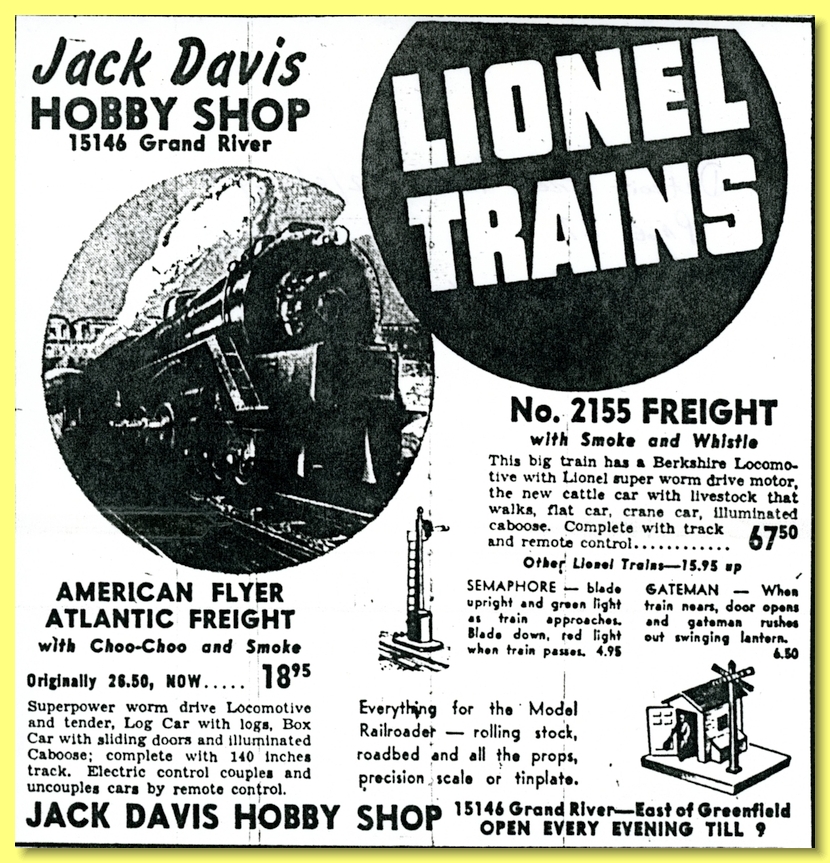 Jack Davis
HOBBY SHOP
15146 Grand River
LIONEL
TRAINS
No. 2155 FREIGHT
with Smoke and Whistle
This big train has a Berkshire Locomo-
tive with Lionel super worm drive motor,
the new cattle car with livestock that
walks, flat car, crane car, illuminated
caboose. Complete with track
and remote control............ 67 50
Other Lionel Trains—15.95 up
SEMAPHORE — blade
upright and green light
as train approaches.
Blade down, red light
when train passes. 4.95
GATEMAN — When
train nears, door opens
and gateman rushes
out swinging lantern.
6.50
AMERICAN FLYER
ATLANTIC FREIGHT
with Choo-Choo and Smoke
Originally 26.50, NOW..... 18 95
Superpower worm drive Locomotive
and tender, Log Car with logs, Box
Car with sliding doors and illuminated
Caboose; complete with 140 inches
track. Electric control couples and
uncouples cars by remote control.
Everything for the Model
Railroader — rolling stock,
roadbed and all the props,
precision scale or tinplate.
JACK DAVIS HOBBY SHOP
15146 Grand River—East of Greenfield
OPEN EVERY EVENING TILL 9